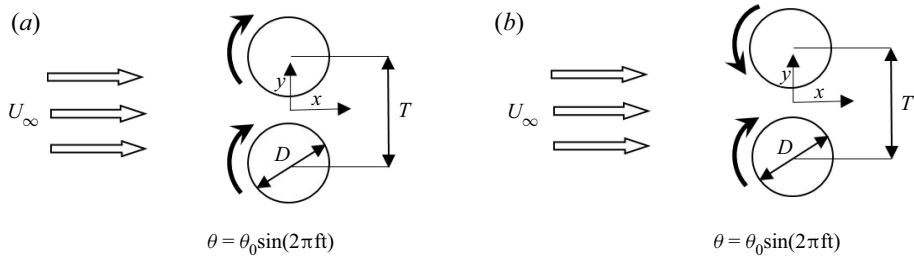 (a)
y
x
U∞
T
D
θ = θ0sin(2πft)
(b)
y
x
U∞
T
D
θ = θ0sin(2πft)